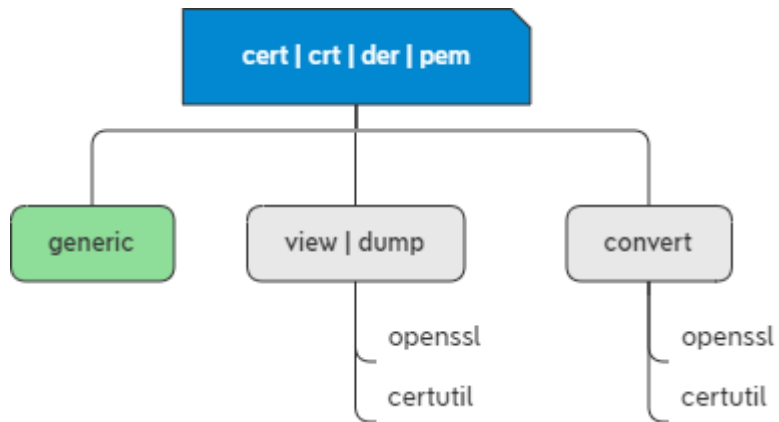 cert | crt | der | pem
generic
view | dump
convert
openssl
certutil
openssl
certutil